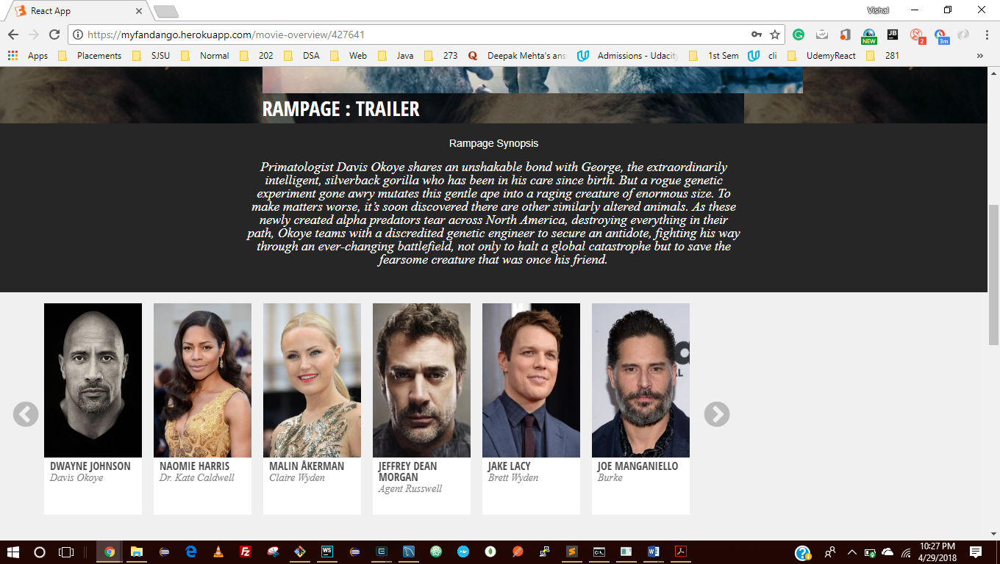 React App
Vishal
https://myfandango.herokuapp.com/movie-overview/427641
NEW
JB
2
3m
Apps
Placements
SJSU
Normal
202
DSA
Web
Java
273
Deepak Mehta's ans
Admissions - Udacity
1st Sem
cli
UdemyReact
281
»
RAMPAGE : TRAILER
Rampage Synopsis
Primatologist Davis Okoye shares an unshakable bond with George, the extraordinarily
intelligent, silverback gorilla who has been in his care since birth. But a rogue genetic
experiment gone awry mutates this gentle ape into a raging creature of enormous size. To
make matters worse, it’s soon discovered there are other similarly altered animals. As these
newly created alpha predators tear across North America, destroying everything in their
path, Okoye teams with a discredited genetic engineer to secure an antidote, fighting his way
through an ever-changing battlefield, not only to halt a global catastrophe but to save the
fearsome creature that was once his friend.
DWAYNE JOHNSON
Davis Okoye
NAOMIE HARRIS
Dr. Kate Caldwell
MALIN ÅKERMAN
Claire Wyden
JEFFREY DEAN
MORGAN
Agent Russwell
JAKE LACY
Brett Wyden
JOE MANGANIELLO
Burke
10:27 PM
4/29/2018